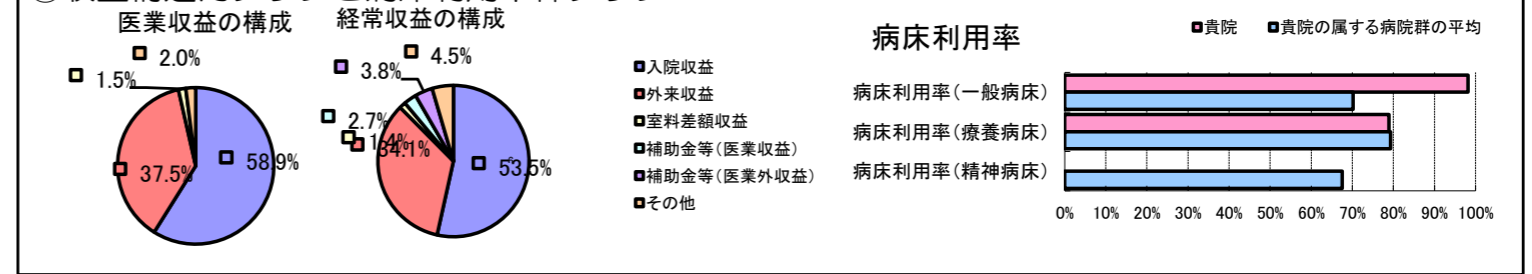 医業収益の構成
経常収益の構成
2.0%
1.5%
37.5%
58.9%
4.5%
3.8%
2.7%
1.4%
34.1%
53.5%
入院収益
外来収益
室料差額収益
補助金等(医業収益)
補助金等(医業外収益)
その他
病床利用率
貴院
貴院の属する病院群の平均
病床利用率(一般病床)
病床利用率(療養病床)
病床利用率(精神病床)
0% 10% 20% 30% 40% 50% 60% 70% 80% 90% 100%